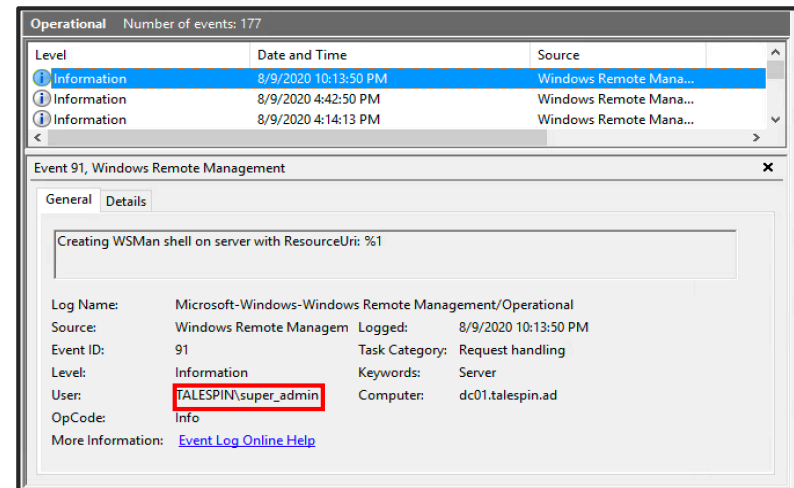 Operational Number of events: 177
Level Date and Time Source
Information 8/9/2020 10:13:50 PM Windows Remote Mana...
Information 8/9/2020 4:42:50 PM Windows Remote Mana...
Information 8/9/2020 4:14:13 PM Windows Remote Mana...
Event 91, Windows Remote Management
General Details
Creating WSMan shell on server with ResourceUri: %1
Log Name: Microsoft-Windows-Windows Remote Management/Operational
Source: Windows Remote Managem Logged: 8/9/2020 10:13:50 PM
Event ID: 91 Task Category: Request handling
Level: Information Keywords: Server
User: TALESPIN\super_admin Computer: dc01.talespin.ad
OpCode: Info
More Information: Event Log Online Help